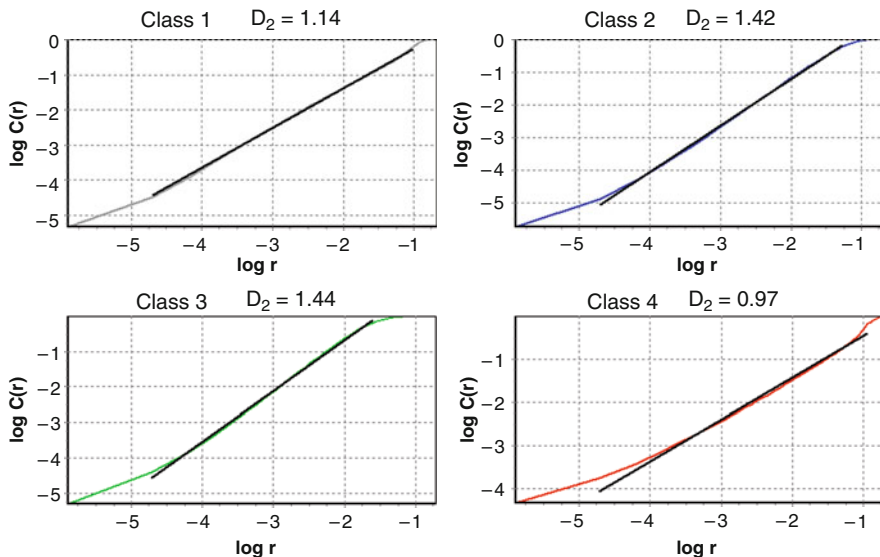 Class 1 D₂ = 1.14
0
−1
−2
−3
−4
−5
log C(r)
−5 −4 −3 −2 −1
log r
Class 2 D₂ = 1.42
0
−1
−2
−3
−4
−5
log C(r)
−5 −4 −3 −2 −1
log r
Class 3 D₂ = 1.44
−1
−2
−3
−4
−5
log C(r)
−5 −4 −3 −2 −1
log r
Class 4 D₂ = 0.97
−1
−2
−3
−4
log C(r)
−5 −4 −3 −2 −1
log r